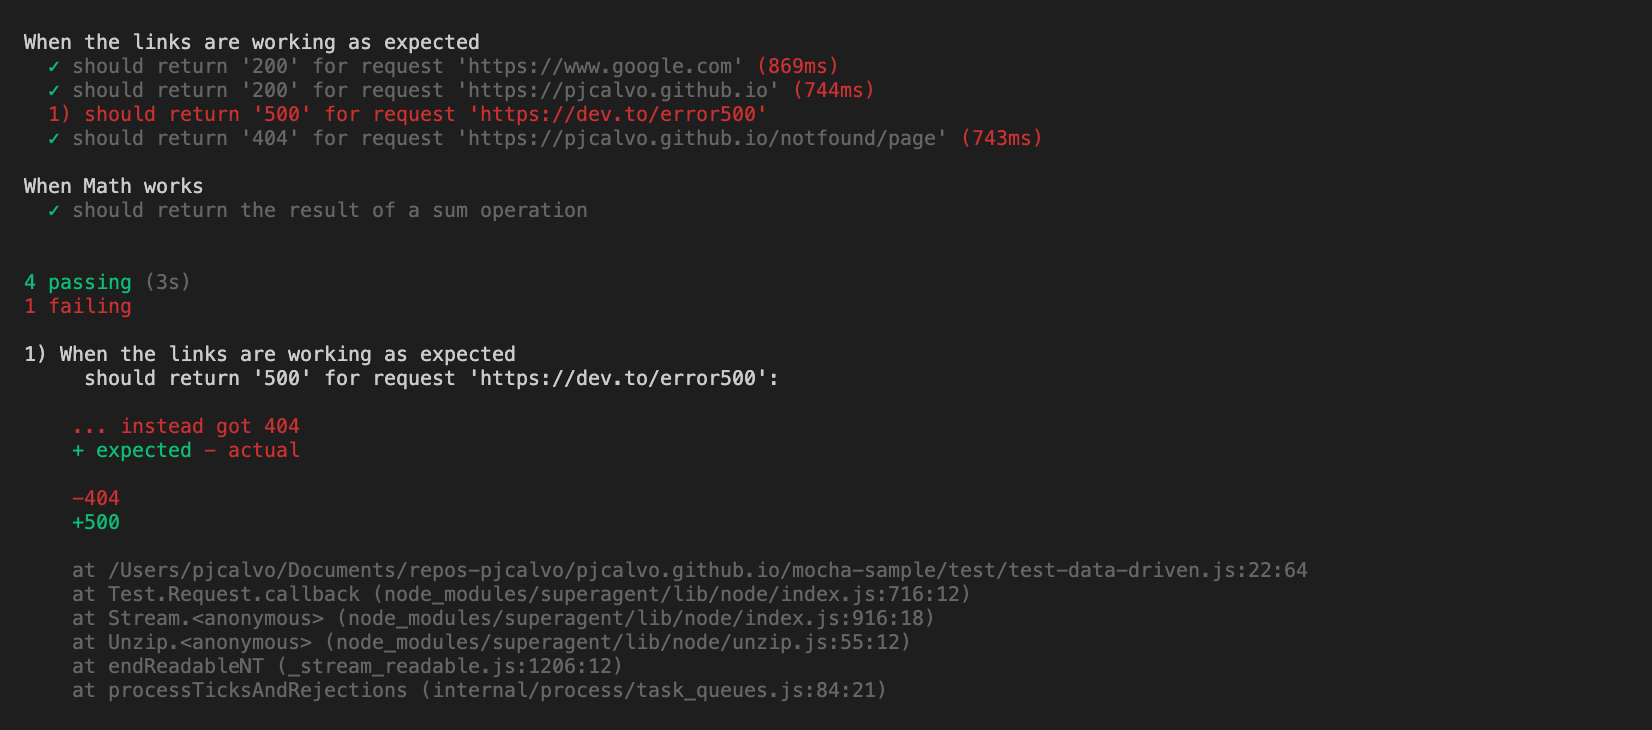 When the links are working as expected
✓ should return '200' for request 'https://www.google.com' (869ms)
✓ should return '200' for request 'https://pjcalvo.github.io' (744ms)
1) should return '500' for request 'https://dev.to/error500'
✓ should return '404' for request 'https://pjcalvo.github.io/notfound/page' (743ms)
When Math works
✓ should return the result of a sum operation
4 passing (3s)
1 failing
1) When the links are working as expected
should return '500' for request 'https://dev.to/error500':
... instead got 404
+ expected - actual
-404
+500
at /Users/pjcalvo/Documents/repos-pjcalvo/pjcalvo.github.io/mocha-sample/test/test-data-driven.js:22:64
at Test.Request.callback (node_modules/superagent/lib/node/index.js:716:12)
at Stream.<anonymous> (node_modules/superagent/lib/node/index.js:916:18)
at Unzip.<anonymous> (node_modules/superagent/lib/node/unzip.js:55:12)
at endReadableNT (_stream_readable.js:1206:12)
at processTicksAndRejections (internal/process/task_queues.js:84:21)